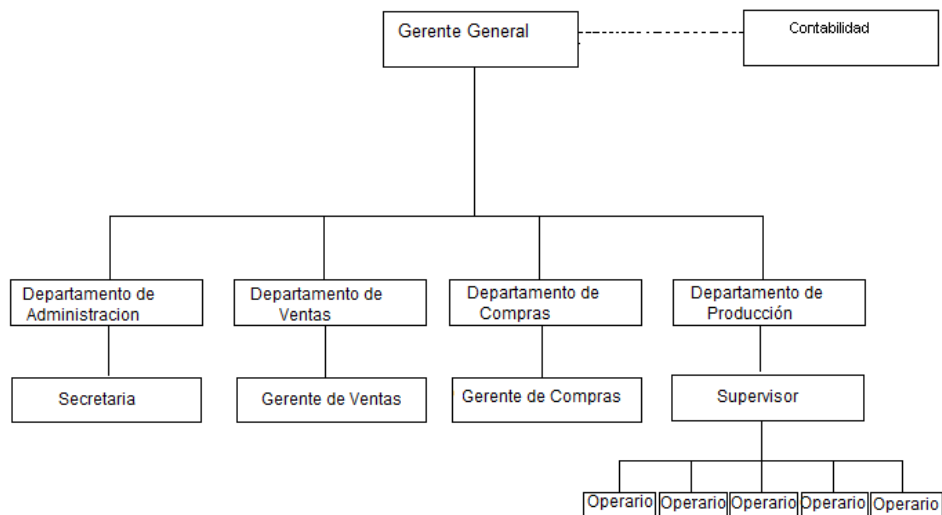 Gerente General
Contabilidad
Departamento de
Administracion
Departamento de
Ventas
Departamento de
Compras
Departamento de
Producción
Secretaria
Gerente de Ventas
Gerente de Compras
Supervisor
Operario
Operario
Operario
Operario
Operario